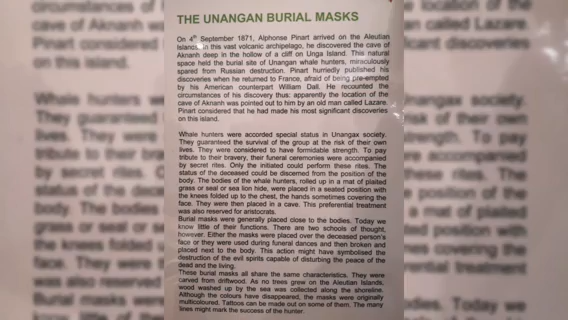 THE UNANGAN BURIAL MASKS
On 4th September 1871, Alphonse Pinart arrived on the Aleutian
Islands. In this vast volcanic archipelago, he discovered the cave of
Aknanh deep in the hollow of a cliff on Unga Island. This natural
space held the burial site of Unangan whale hunters, miraculously
spared from Russian destruction. Pinart hurriedly published his
discoveries when he returned to France, afraid of being pre-empted
by his American counterpart William Dall. He recounted the
circumstances of his discovery thus: apparently the location of the
cave of Aknanh was pointed out to him by an old man called Lazare.
Pinart considered that he had made his most significant discoveries
on this island.
Whale hunters were accorded special status in Unangax society.
They guaranteed the survival of the group at the risk of their own
lives. They were considered to have formidable strength. To pay
tribute to their bravery, their funeral ceremonies were accompanied
by secret rites. Only the initiated could perform these rites. The
status of the deceased could be discerned from the position of the
body. The bodies of the whale hunters, rolled up in a mat of plaited
grass or seal or sea lion hide, were placed in a seated position with
the knees folded up to the chest, the hands sometimes covering the
face. They were then placed in a cave. This preferential treatment
was also reserved for aristocrats.
Burial masks were generally placed close to the bodies. Today we
know little of their functions. There are two schools of thought,
however. Either the masks were placed over the deceased person's
face or they were used during funeral dances and then broken and
placed next to the body. This action might have symbolised the
destruction of the evil spirits capable of disturbing the peace of the
dead and the living.
These burial masks all share the same characteristics. They were
carved from driftwood. As no trees grow on the Aleutian Islands,
wood washed up by the sea was collected along the shoreline.
Although the colours have disappeared, the masks were originally
multicoloured. Tattoos can be made out on some of them. The many
lines might mark the success of the hunter.